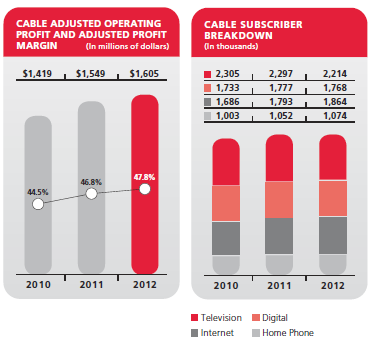 CABLE ADJUSTED OPERATING
PROFIT AND ADJUSTED PROFIT
MARGIN (In millions of dollars)
$1,419 $1,549 $1,605
44.5% 46.8% 47.8%
2010 2011 2012
CABLE SUBSCRIBER
BREAKDOWN
(In thousands)
2,305 2,297 2,214
1,733 1,777 1,768
1,686 1,793 1,864
1,003 1,052 1,074
2010 2011 2012
Television Digital
Internet Home Phone